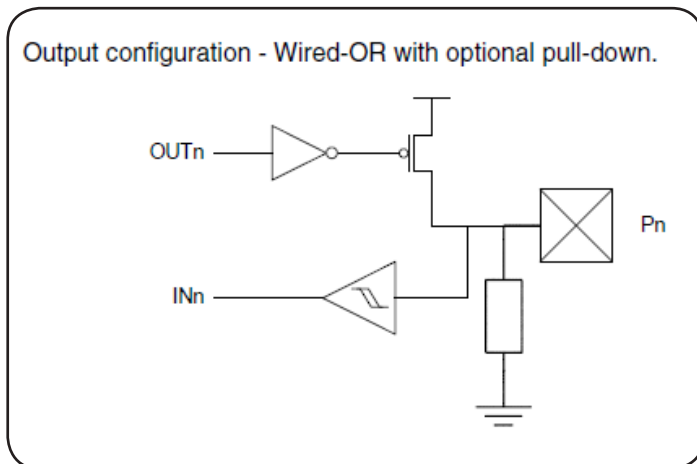 Output configuration - Wired-OR with optional pull-down.
OUTn
Pn
INn